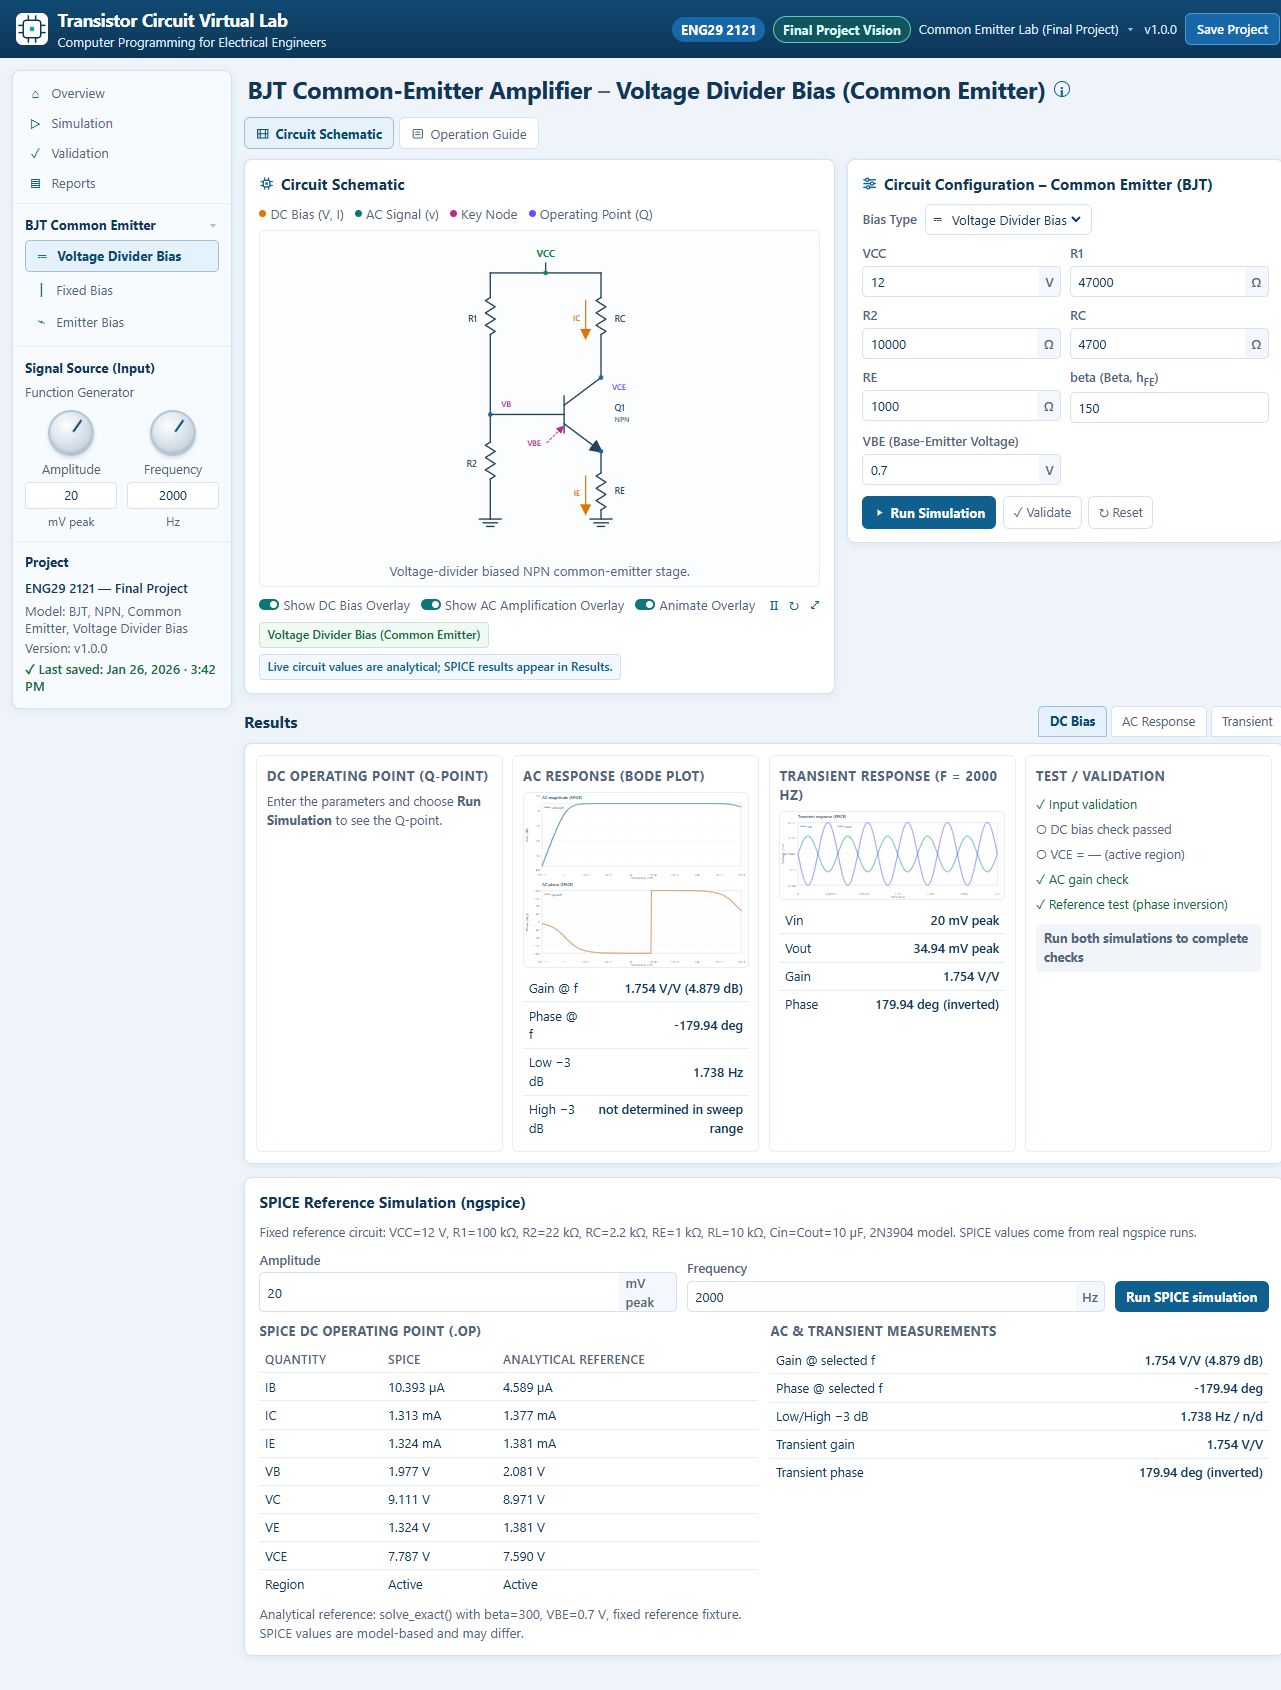 Transistor Circuit Virtual Lab
Computer Programming for Electrical Engineers
ENG29 2121
Final Project Vision
Common Emitter Lab (Final Project)
v1.0.0
Save Project
Overview
Simulation
Validation
Reports
BJT Common Emitter
Voltage Divider Bias
Fixed Bias
Emitter Bias
Signal Source (Input)
Function Generator
Amplitude Frequency
20 2000
mV peak Hz
Project
ENG29 2121 — Final Project
Model: BJT, NPN, Common
Emitter, Voltage Divider Bias
Version: v1.0.0
✓ Last saved: Jan 26, 2026 · 3:42
PM
BJT Common-Emitter Amplifier – Voltage Divider Bias (Common Emitter)
Circuit Schematic
Operation Guide
Circuit Schematic
DC Bias (V, I) AC Signal (v) Key Node Operating Point (Q)
VCC
R1
IC
RC
VCE
VB
Q1
NPN
VBE
R2
IE
RE
Voltage-divider biased NPN common-emitter stage.
Show DC Bias Overlay Show AC Amplification Overlay Animate Overlay
Voltage Divider Bias (Common Emitter)
Live circuit values are analytical; SPICE results appear in Results.
Circuit Configuration – Common Emitter (BJT)
Bias Type = Voltage Divider Bias
VCC R1
12 V 47000 Ω
R2 RC
10000 Ω 4700 Ω
RE beta (Beta, hFE)
1000 Ω 150
VBE (Base-Emitter Voltage)
0.7 V
Run Simulation ✓ Validate ↻ Reset
Results
DC Bias AC Response Transient
DC OPERATING POINT (Q-POINT)
Enter the parameters and choose Run
Simulation to see the Q-point.
AC RESPONSE (BODE PLOT)
AC magnitude (SPICE)
AC phase (SPICE)
Gain @ f 1.754 V/V (4.879 dB)
Phase @
f
-179.94 deg
Low −3
dB
1.738 Hz
High −3
dB
not determined in sweep
range
TRANSIENT RESPONSE (F = 2000
HZ)
Transient response (SPICE)
Vin 20 mV peak
Vout 34.94 mV peak
Gain 1.754 V/V
Phase 179.94 deg (inverted)
TEST / VALIDATION
✓ Input validation
○ DC bias check passed
○ VCE = — (active region)
✓ AC gain check
✓ Reference test (phase inversion)
Run both simulations to complete
checks
SPICE Reference Simulation (ngspice)
Fixed reference circuit: VCC=12 V, R1=100 kΩ, R2=22 kΩ, RC=2.2 kΩ, RE=1 kΩ, RL=10 kΩ, Cin=Cout=10 µF, 2N3904 model. SPICE values come from real ngspice runs.
Amplitude
20 mV
peak
Frequency
2000 Hz
Run SPICE simulation
SPICE DC OPERATING POINT (.OP)
QUANTITY SPICE ANALYTICAL REFERENCE
IB 10.393 µA 4.589 µA
IC 1.313 mA 1.377 mA
IE 1.324 mA 1.381 mA
VB 1.977 V 2.081 V
VC 9.111 V 8.971 V
VE 1.324 V 1.381 V
VCE 7.787 V 7.590 V
Region Active Active
Analytical reference: solve_exact() with beta=300, VBE=0.7 V, fixed reference fixture.
SPICE values are model-based and may differ.
AC & TRANSIENT MEASUREMENTS
Gain @ selected f 1.754 V/V (4.879 dB)
Phase @ selected f -179.94 deg
Low/High −3 dB 1.738 Hz / n/d
Transient gain 1.754 V/V
Transient phase 179.94 deg (inverted)